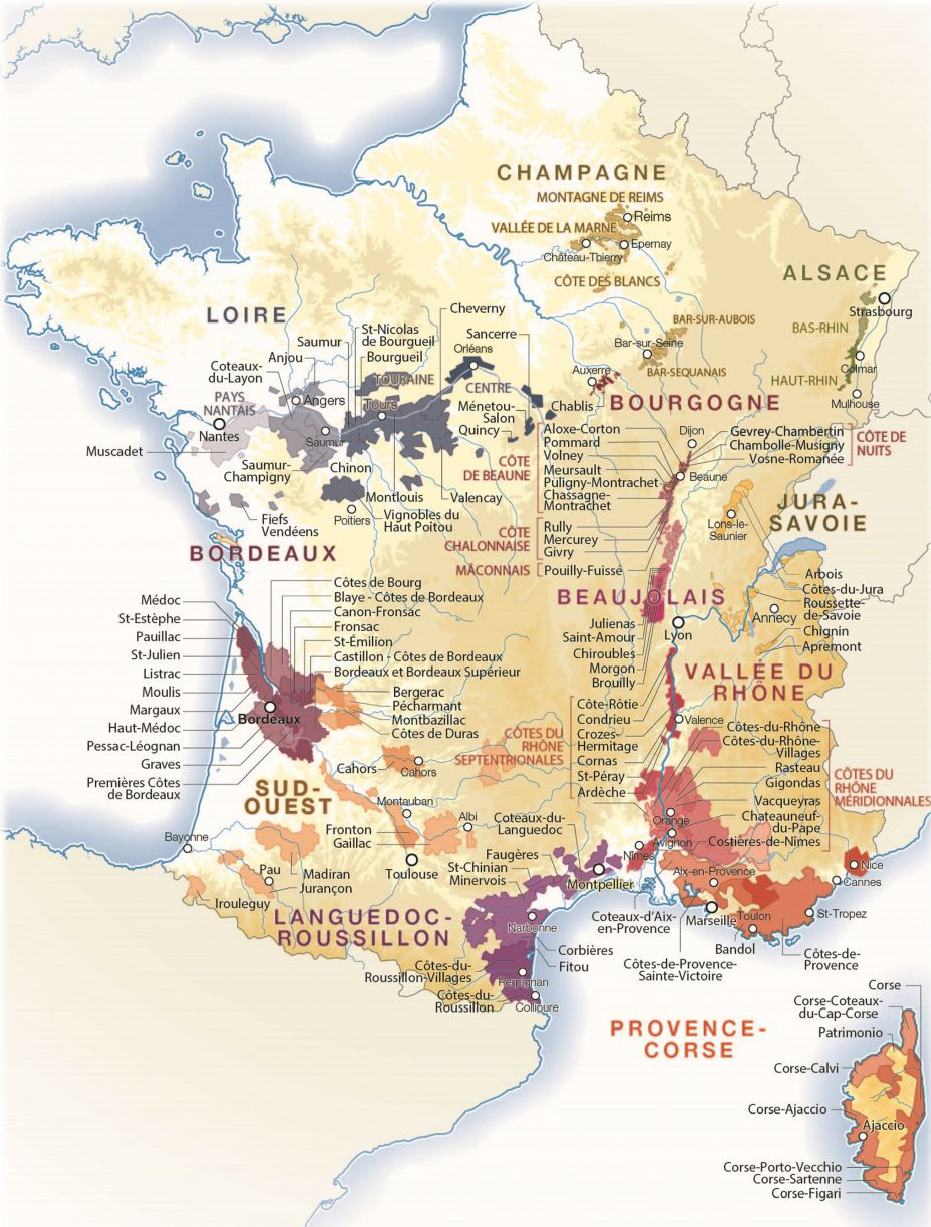 CHAMPAGNE
MONTAGNE DE REIMS
Reims
VALLÉE DE LA MARNE
Epernay
Château-Thierry
CÔTE DES BLANCS
ALSACE
Strasbourg
BAS-RHIN
Colmar
HAUT-RHIN
Mulhouse
BAR-SUR-AUBOIS
Bar-sur-Seine
BAR-SEQUANAIS
LOIRE
Cheverny
St-Nicolas
de Bourgueil
Saumur
Bourgueil
Sancerre
Orléans
Anjou
Coteaux-
du-Layon
TOURAINE
CENTRE
PAYS
NANTAIS
Angers
Tours
Ménetou-
Salon
Quincy
Nantes
Saumur
Muscadet
Saumur-
Champigny
Chinon
Montlouis
Valencay
Fiefs
Vendéens
Poitiers
Vignobles du
Haut Poitou
Auxerre
Chablis
BOURGOGNE
Aloxe-Corton
Pommard
Volney
Meursault
Puligny-Montrachet
Chassagne-
Montrachet
CÔTE
DE BEAUNE
Dijon
Gevrey-Chambertin
Chambolle-Musigny
Vosne-Romanée
CÔTE DE
NUITS
Beaune
Rully
Mercurey
Givry
CÔTE
CHALONNAISE
MÂCONNAIS
Pouilly-Fuissé
JURA-
SAVOIE
Lons-le-
Saunier
Arbois
Côtes-du-Jura
Roussette-
de-Savoie
Annecy
Chignin
Apremont
BEAUJOLAIS
Julienas
Saint-Amour
Chiroubles
Morgon
Brouilly
Lyon
BORDEAUX
Côtes de Bourg
Blaye - Côtes de Bordeaux
Canon-Fronsac
Fronsac
St-Émilion
Castillon - Côtes de Bordeaux
Bordeaux et Bordeaux Supérieur
Médoc
St-Estèphe
Pauillac
St-Julien
Listrac
Moulis
Margaux
Haut-Médoc
Pessac-Léognan
Graves
Premières Côtes
de Bordeaux
Bordeaux
Bergerac
Pécharmant
Montbazillac
Côtes de Duras
VALLÉE DU
RHÔNE
Côte-Rôtie
Condrieu
Crozes-
Hermitage
Cornas
St-Péray
Ardèche
CÔTES DU
RHÔNE
SEPTENTRIONALES
Valence
Côtes-du-Rhône
Côtes-du-Rhône-
Villages
Rasteau
Gigondas
Vacqueyras
Chateauneuf-
du-Pape
Costières-de-Nimes
CÔTES DU
RHÔNE
MÉRIDIONNALES
Orange
Avignon
Nîmes
SUD-
OUEST
Cahors
Cahors
Montauban
Albi
Fronton
Gaillac
Toulouse
Bayonne
Pau
Madiran
Jurançon
Irouleguy
Coteaux-du-
Languedoc
Faugères
St-Chinian
Minervois
Montpellier
LANGUEDOC-
ROUSSILLON
Narbonne
Corbières
Fitou
Côtes-du-
Roussillon-Villages
Perpignan
Côtes-du-
Roussillon
Collioure
Aix-en-Provence
Nice
Cannes
Coteaux-d'Aix-
en-Provence
Marseille
Toulon
St-Tropez
Bandol
Côtes-de-Provence-
Sainte-Victoire
Côtes-de-
Provence
PROVENCE-
CORSE
Corse
Corse-Coteaux-
du-Cap-Corse
Patrimonio
Corse-Calvi
Corse-Ajaccio
Ajaccio
Corse-Porto-Vecchio
Corse-Sartenne
Corse-Figari